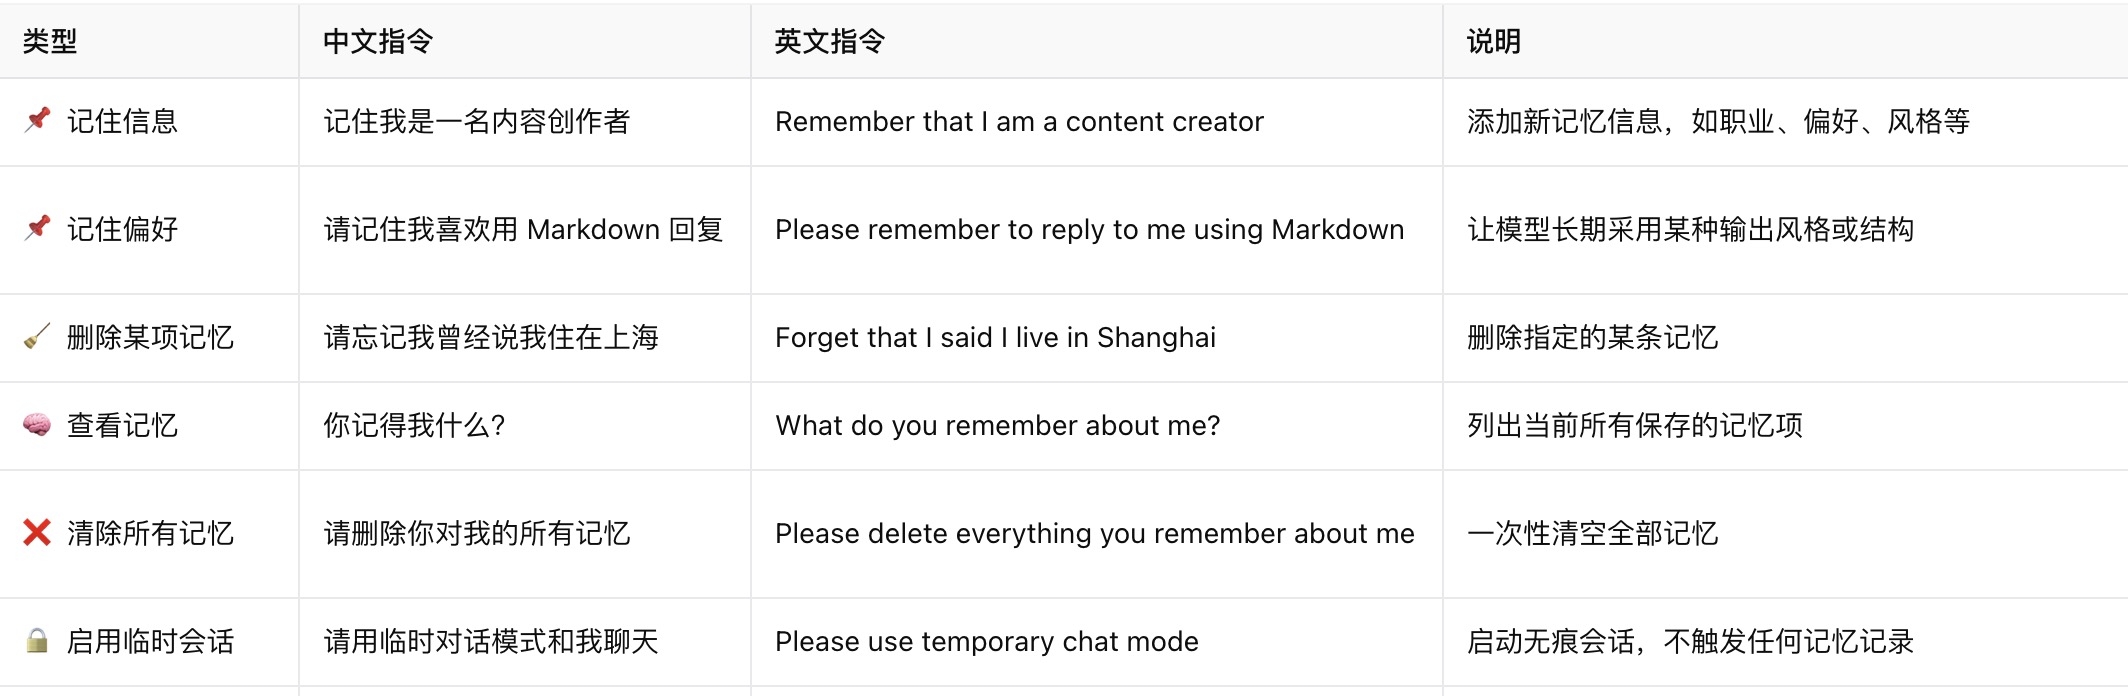 类型 中文指令 英文指令 说明
📌 记住信息 记住我是一名内容创作者 Remember that I am a content creator 添加新记忆信息，如职业、偏好、风格等
📌 记住偏好 请记住我喜欢用 Markdown 回复 Please remember to reply to me using Markdown 让模型长期采用某种输出风格或结构
🧹 删除某项记忆 请忘记我曾经说我住在上海 Forget that I said I live in Shanghai 删除指定的某条记忆
🧠 查看记忆 你记得我什么？ What do you remember about me? 列出当前所有保存的记忆项
❌ 清除所有记忆 请删除你对我的所有记忆 Please delete everything you remember about me 一次性清空全部记忆
🔒 启用临时会话 请用临时对话模式和我聊天 Please use temporary chat mode 启动无痕会话，不触发任何记忆记录